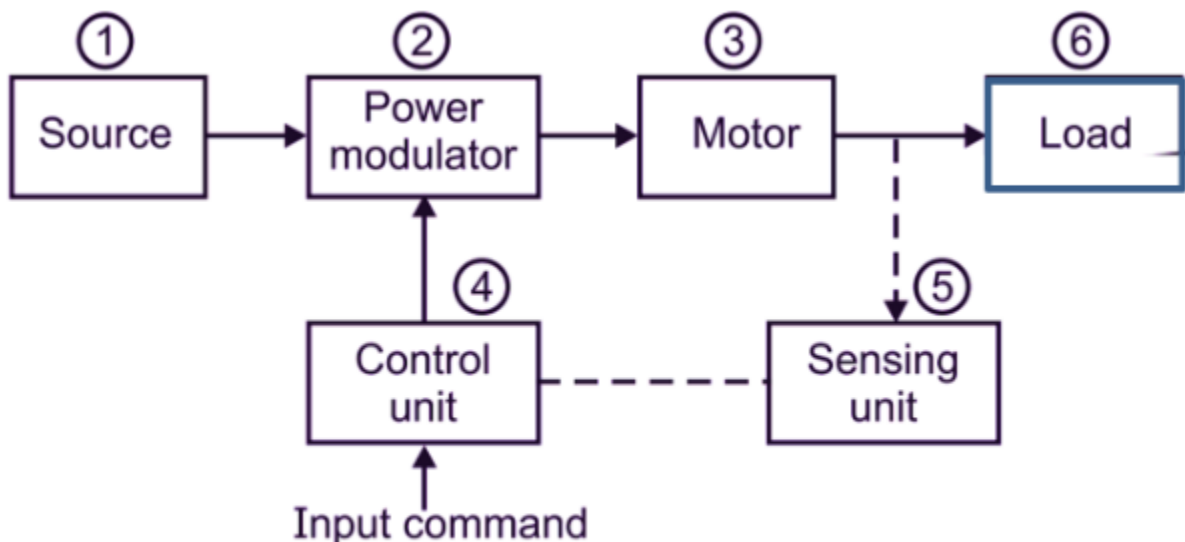 1
2
3
6
Source
Power
modulator
Motor
Load
4
5
Control
unit
Sensing
unit
Input command